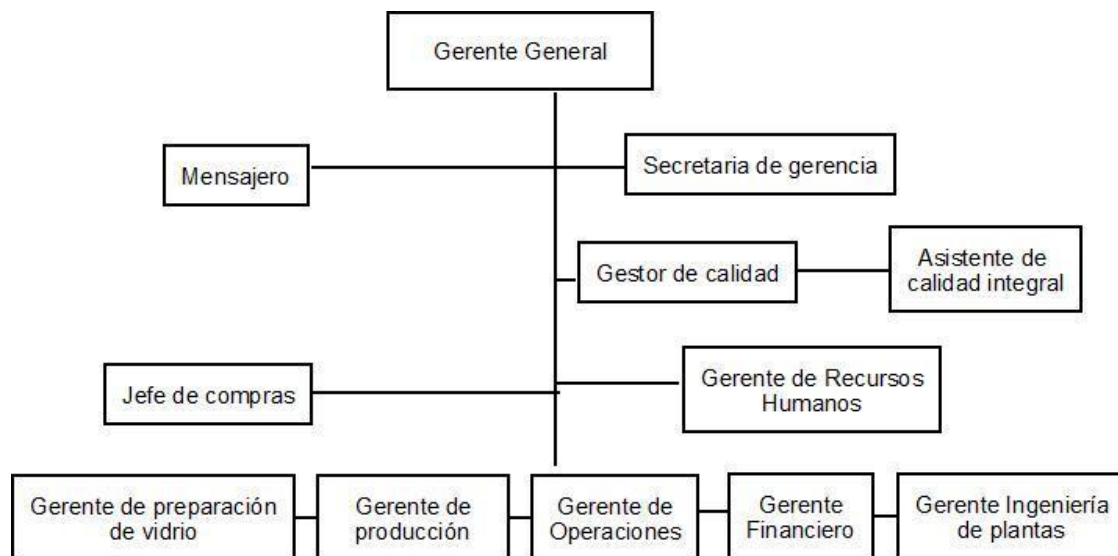 Gerente General
Mensajero
Secretaria de gerencia
Gestor de calidad
Asistente de
calidad integral
Jefe de compras
Gerente de Recursos
Humanos
Gerente de preparación
de vidrio
Gerente de
producción
Gerente de
Operaciones
Gerente
Financiero
Gerente Ingeniería
de plantas